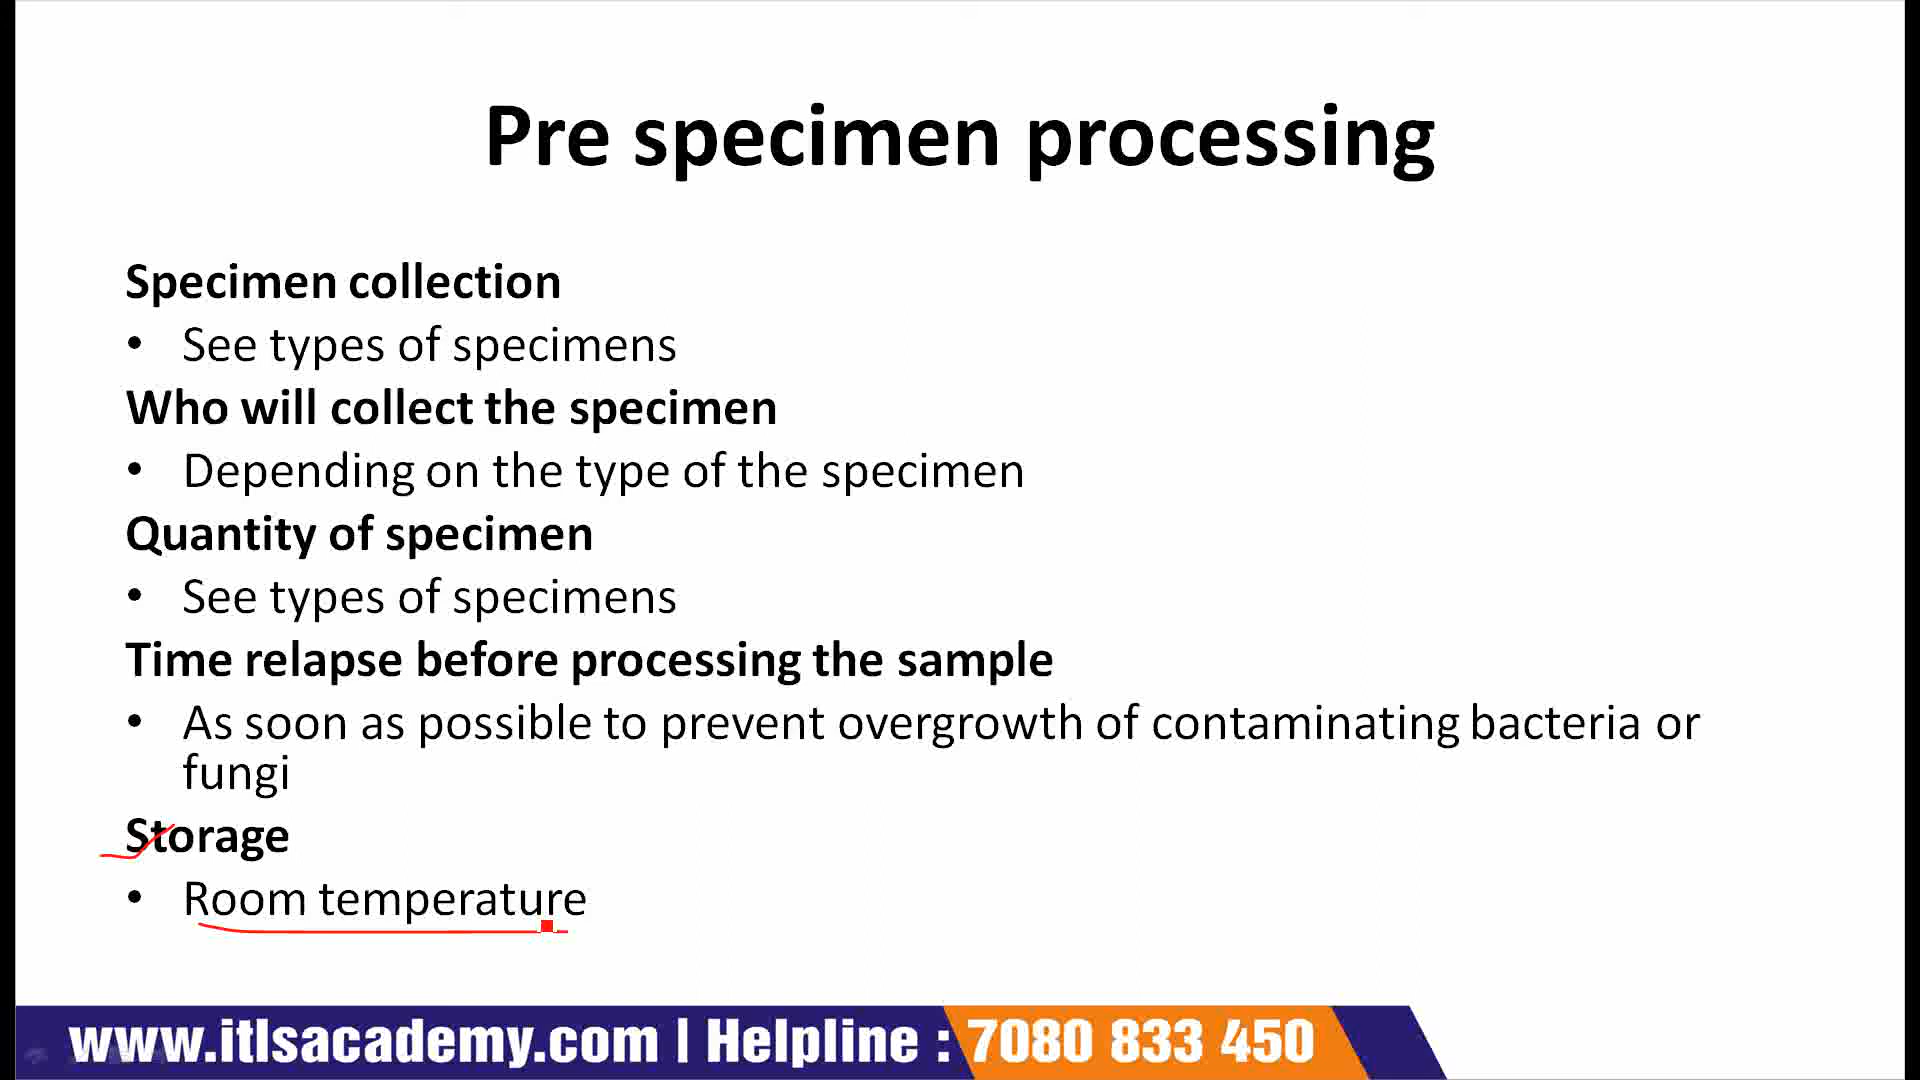 Pre specimen processing
Specimen collection
• See types of specimens
Who will collect the specimen
• Depending on the type of the specimen
Quantity of specimen
• See types of specimens
Time relapse before processing the sample
• As soon as possible to prevent overgrowth of contaminating bacteria or
fungi
Storage
• Room temperature
www.itlsacademy.com | Helpline : 7080 833 450